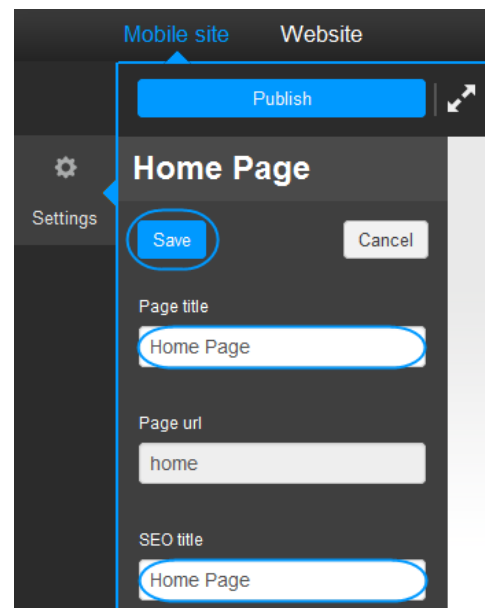 Mobile site Website
Publish
Home Page
Settings
Save Cancel
Page title
Home Page
Page url
home
SEO title
Home Page